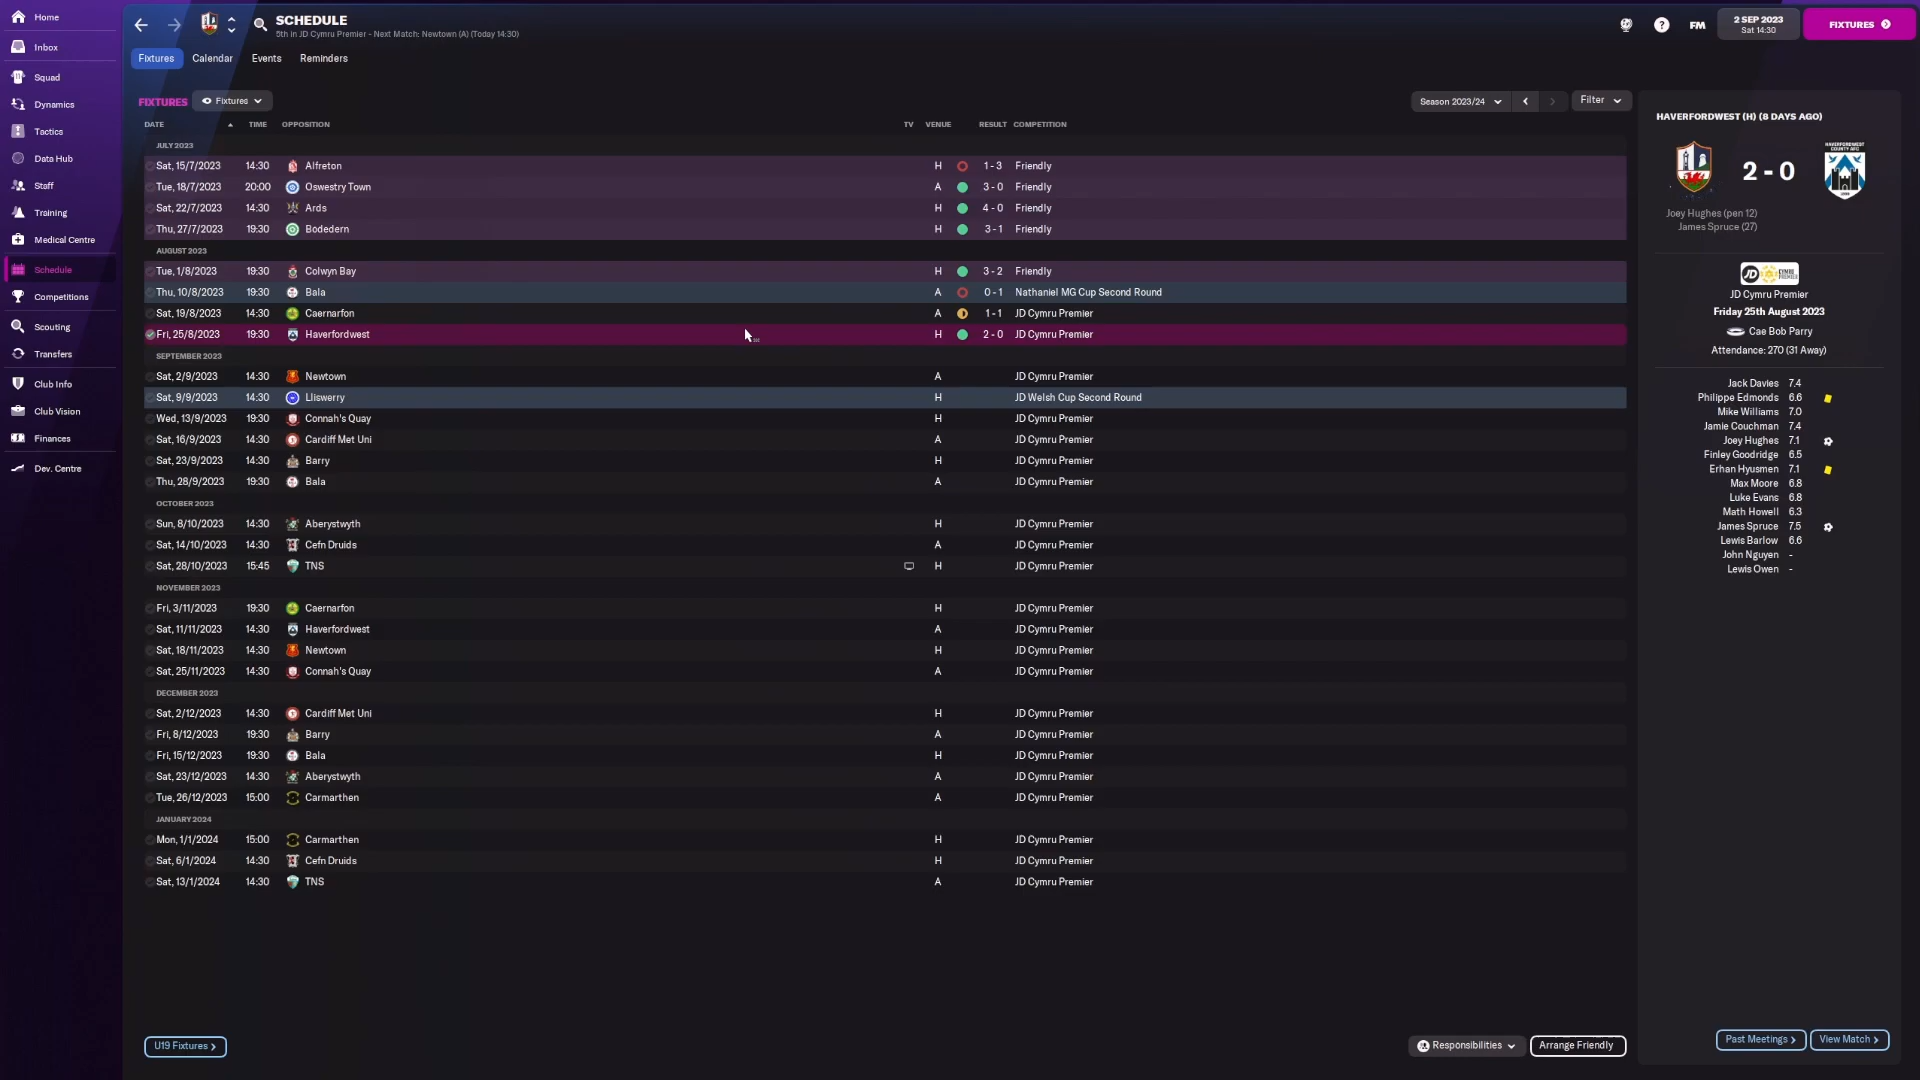 Home
Inbox
Squad
Dynamics
Tactics
Data Hub
Staff
Training
Medical Centre
Schedule
Competitions
Scouting
Transfers
Club Info
Club Vision
Finances
Dev. Centre
SCHEDULE
5th in JD Cymru Premier - Next Match: Newtown (A) (Today 14:30)
FM
2 SEP 2023
Sat 14:30
FIXTURES
Fixtures Calendar Events Reminders
FIXTURES Fixtures
Season 2023/24 Filter
DATE TIME OPPOSITION TV VENUE RESULT COMPETITION
JULY 2023
Sat, 15/7/2023 14:30 Alfreton H 1 - 3 Friendly
Tue, 18/7/2023 20:00 Oswestry Town A 3 - 0 Friendly
Sat, 22/7/2023 14:30 Ards H 4 - 0 Friendly
Thu, 27/7/2023 19:30 Bodedern H 3 - 1 Friendly
AUGUST 2023
Tue, 1/8/2023 19:30 Colwyn Bay H 3 - 2 Friendly
Thu, 10/8/2023 19:30 Bala A 0 - 1 Nathaniel MG Cup Second Round
Sat, 19/8/2023 14:30 Caernarfon A 1 - 1 JD Cymru Premier
Fri, 25/8/2023 19:30 Haverfordwest H 2 - 0 JD Cymru Premier
SEPTEMBER 2023
Sat, 2/9/2023 14:30 Newtown A JD Cymru Premier
Sat, 9/9/2023 14:30 Lliswerry H JD Welsh Cup Second Round
Wed, 13/9/2023 19:30 Connah's Quay H JD Cymru Premier
Sat, 16/9/2023 14:30 Cardiff Met Uni A JD Cymru Premier
Sat, 23/9/2023 14:30 Barry H JD Cymru Premier
Thu, 28/9/2023 19:30 Bala A JD Cymru Premier
OCTOBER 2023
Sun, 8/10/2023 14:30 Aberystwyth H JD Cymru Premier
Sat, 14/10/2023 14:30 Cefn Druids A JD Cymru Premier
Sat, 28/10/2023 15:45 TNS H JD Cymru Premier
NOVEMBER 2023
Fri, 3/11/2023 19:30 Caernarfon H JD Cymru Premier
Sat, 11/11/2023 14:30 Haverfordwest A JD Cymru Premier
Sat, 18/11/2023 14:30 Newtown H JD Cymru Premier
Sat, 25/11/2023 14:30 Connah's Quay A JD Cymru Premier
DECEMBER 2023
Sat, 2/12/2023 14:30 Cardiff Met Uni H JD Cymru Premier
Fri, 8/12/2023 19:30 Barry A JD Cymru Premier
Fri, 15/12/2023 19:30 Bala H JD Cymru Premier
Sat, 23/12/2023 14:30 Aberystwyth A JD Cymru Premier
Tue, 26/12/2023 15:00 Carmarthen A JD Cymru Premier
JANUARY 2024
Mon, 1/1/2024 15:00 Carmarthen H JD Cymru Premier
Sat, 6/1/2024 14:30 Cefn Druids H JD Cymru Premier
Sat, 13/1/2024 14:30 TNS A JD Cymru Premier
U19 Fixtures
Responsibilities Arrange Friendly
HAVERFORDWEST (H) (8 DAYS AGO)
2 - 0
Joey Hughes (pen 12)
James Spruce (27)
JD
JD Cymru Premier
Friday 25th August 2023
Cae Bob Parry
Attendance: 270 (31 Away)
Jack Davies 7.4
Philippe Edmonds 6.6
Mike Williams 7.0
Jamie Couchman 7.4
Joey Hughes 7.1
Finley Goodridge 6.5
Erhan Hyusmen 7.1
Max Moore 6.8
Luke Evans 6.8
Math Howell 6.3
James Spruce 7.5
Lewis Barlow 6.6
John Nguyen -
Lewis Owen -
Past Meetings View Match